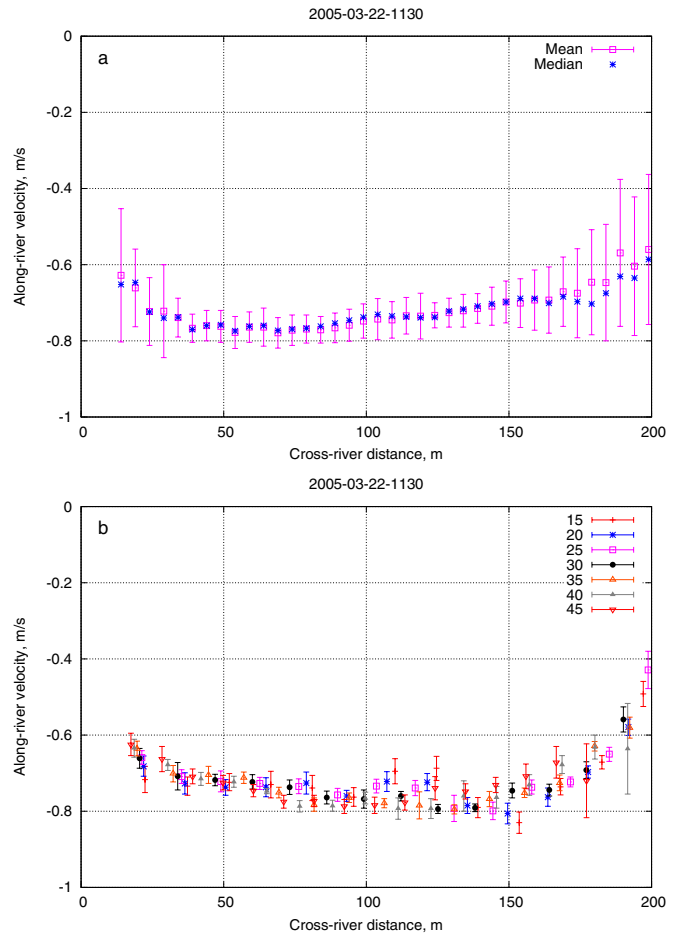 2005-03-22-1130
0
-0.2
-0.4
-0.6
-0.8
-1
Along-river velocity, m/s
a
Mean
Median
0 50 100 150 200
Cross-river distance, m
2005-03-22-1130
0
-0.2
-0.4
-0.6
-0.8
-1
Along-river velocity, m/s
b
15
20
25
30
35
40
45
0 50 100 150 200
Cross-river distance, m